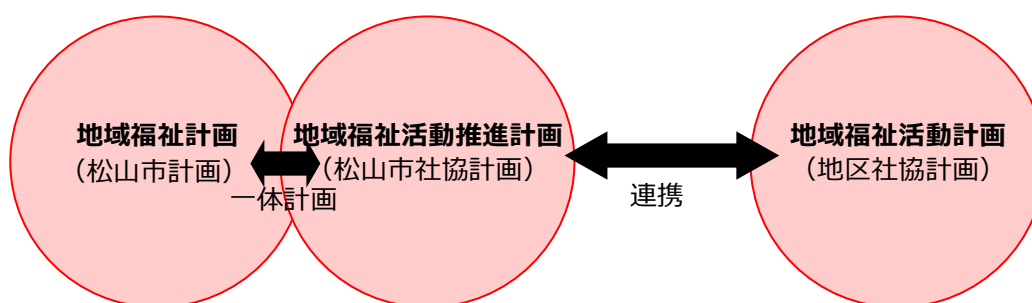 地域福祉計画
（松山市計画）
一体計画
地域福祉活動推進計画
（松山市社協計画）
連携
地域福祉活動計画
（地区社協計画）